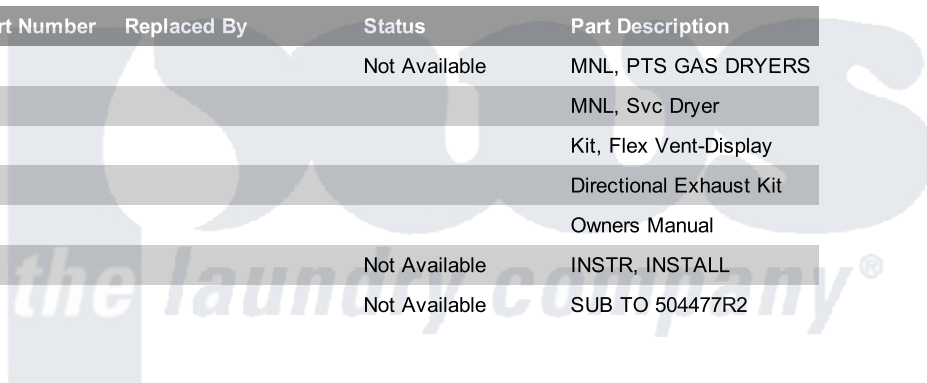 rt Number Replaced By Status Part Description
Not Available MNL, PTS GAS DRYERS
MNL, Svc Dryer
Kit, Flex Vent-Display
Directional Exhaust Kit
Owners Manual
Not Available INSTR, INSTALL
Not Available SUB TO 504477R2
the laundry company®